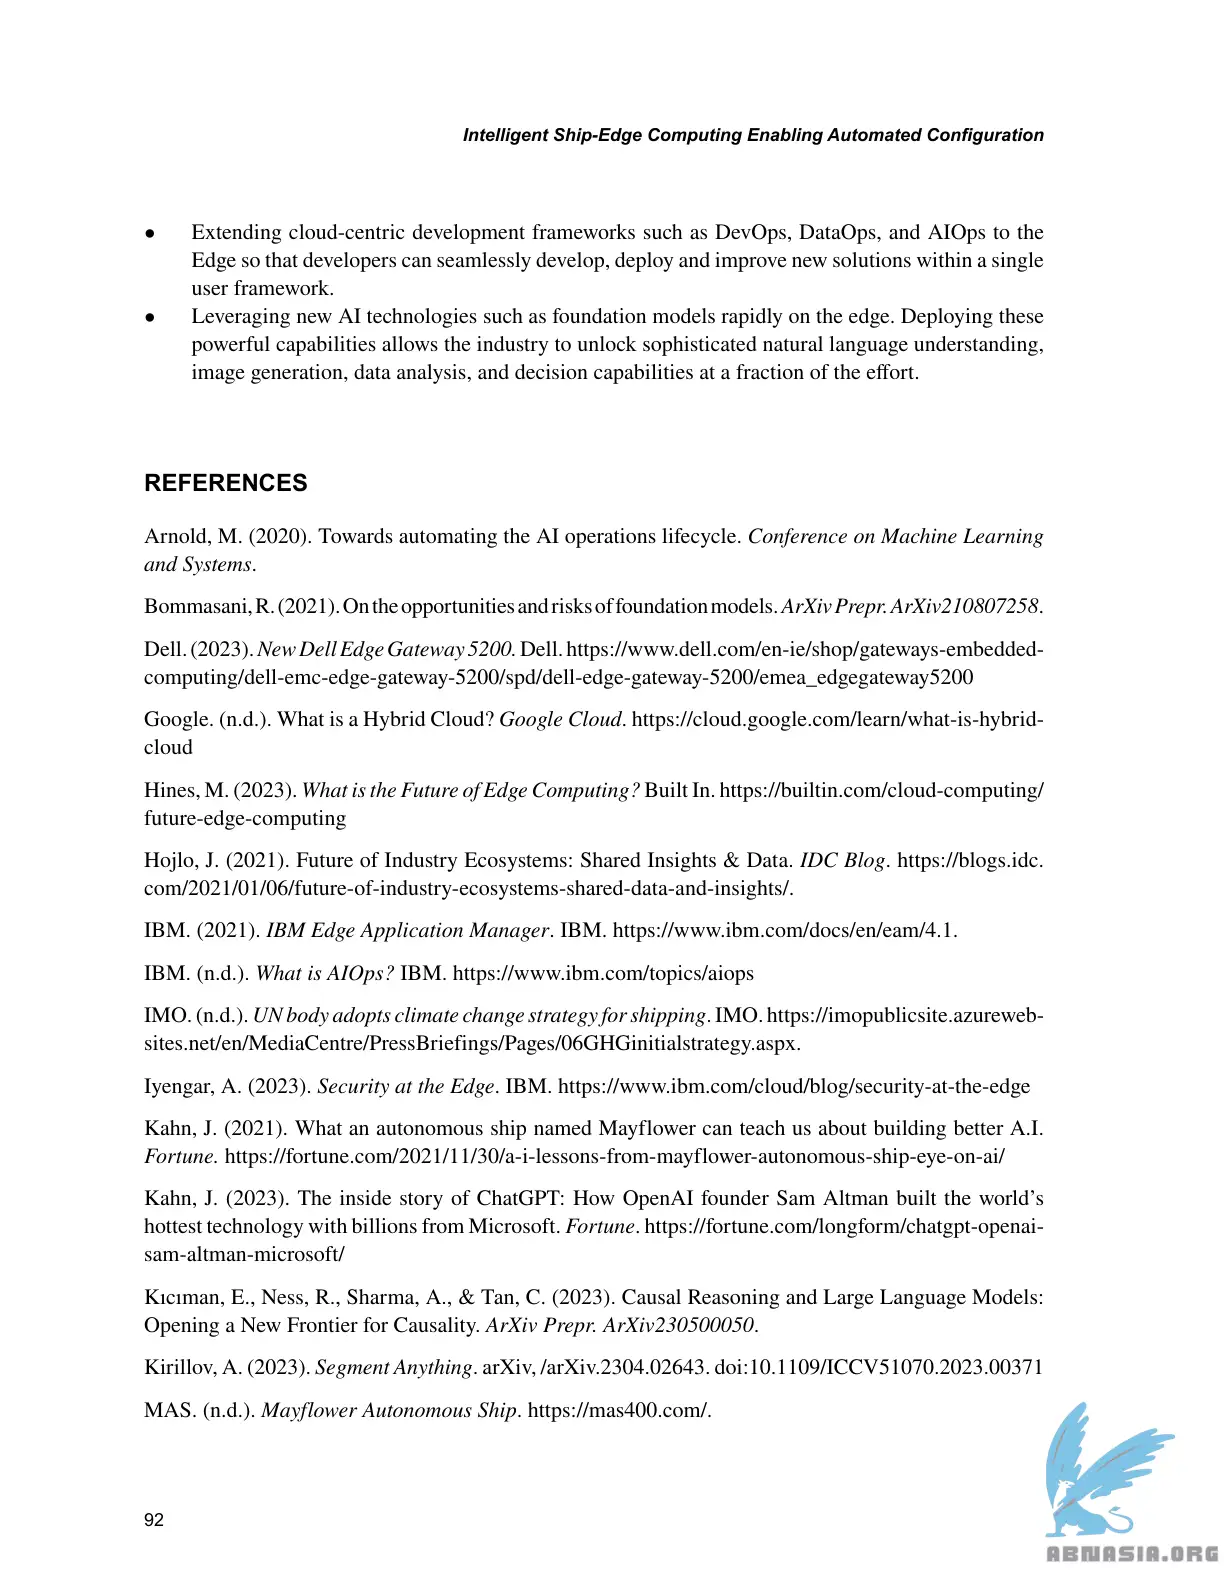 Intelligent Ship-Edge Computing Enabling Automated Configuration
● Extending cloud-centric development frameworks such as DevOps, DataOps, and AIOps to the
Edge so that developers can seamlessly develop, deploy and improve new solutions within a single
user framework.
● Leveraging new AI technologies such as foundation models rapidly on the edge. Deploying these
powerful capabilities allows the industry to unlock sophisticated natural language understanding,
image generation, data analysis, and decision capabilities at a fraction of the effort.
REFERENCES
Arnold, M. (2020). Towards automating the AI operations lifecycle. Conference on Machine Learning
and Systems.
Bommasani, R. (2021). On the opportunities and risks of foundation models. ArXiv Prepr. ArXiv210807258.
Dell. (2023). New Dell Edge Gateway 5200. Dell. https://www.dell.com/en-ie/shop/gateways-embedded-
computing/dell-emc-edge-gateway-5200/spd/dell-edge-gateway-5200/emea_edgegateway5200
Google. (n.d.). What is a Hybrid Cloud? Google Cloud. https://cloud.google.com/learn/what-is-hybrid-
cloud
Hines, M. (2023). What is the Future of Edge Computing? Built In. https://builtin.com/cloud-computing/
future-edge-computing
Hojlo, J. (2021). Future of Industry Ecosystems: Shared Insights & Data. IDC Blog. https://blogs.idc.
com/2021/01/06/future-of-industry-ecosystems-shared-data-and-insights/.
IBM. (2021). IBM Edge Application Manager. IBM. https://www.ibm.com/docs/en/eam/4.1.
IBM. (n.d.). What is AIOps? IBM. https://www.ibm.com/topics/aiops
IMO. (n.d.). UN body adopts climate change strategy for shipping. IMO. https://imopublicsite.azureweb-
sites.net/en/MediaCentre/PressBriefings/Pages/06GHGinitialstrategy.aspx.
Iyengar, A. (2023). Security at the Edge. IBM. https://www.ibm.com/cloud/blog/security-at-the-edge
Kahn, J. (2021). What an autonomous ship named Mayflower can teach us about building better A.I.
Fortune. https://fortune.com/2021/11/30/a-i-lessons-from-mayflower-autonomous-ship-eye-on-ai/
Kahn, J. (2023). The inside story of ChatGPT: How OpenAI founder Sam Altman built the world’s
hottest technology with billions from Microsoft. Fortune. https://fortune.com/longform/chatgpt-openai-
sam-altman-microsoft/
Kıcıman, E., Ness, R., Sharma, A., & Tan, C. (2023). Causal Reasoning and Large Language Models:
Opening a New Frontier for Causality. ArXiv Prepr. ArXiv230500050.
Kirillov, A. (2023). Segment Anything. arXiv, /arXiv.2304.02643. doi:10.1109/ICCV51070.2023.00371
MAS. (n.d.). Mayflower Autonomous Ship. https://mas400.com/.
92
ABNASIA.ORG